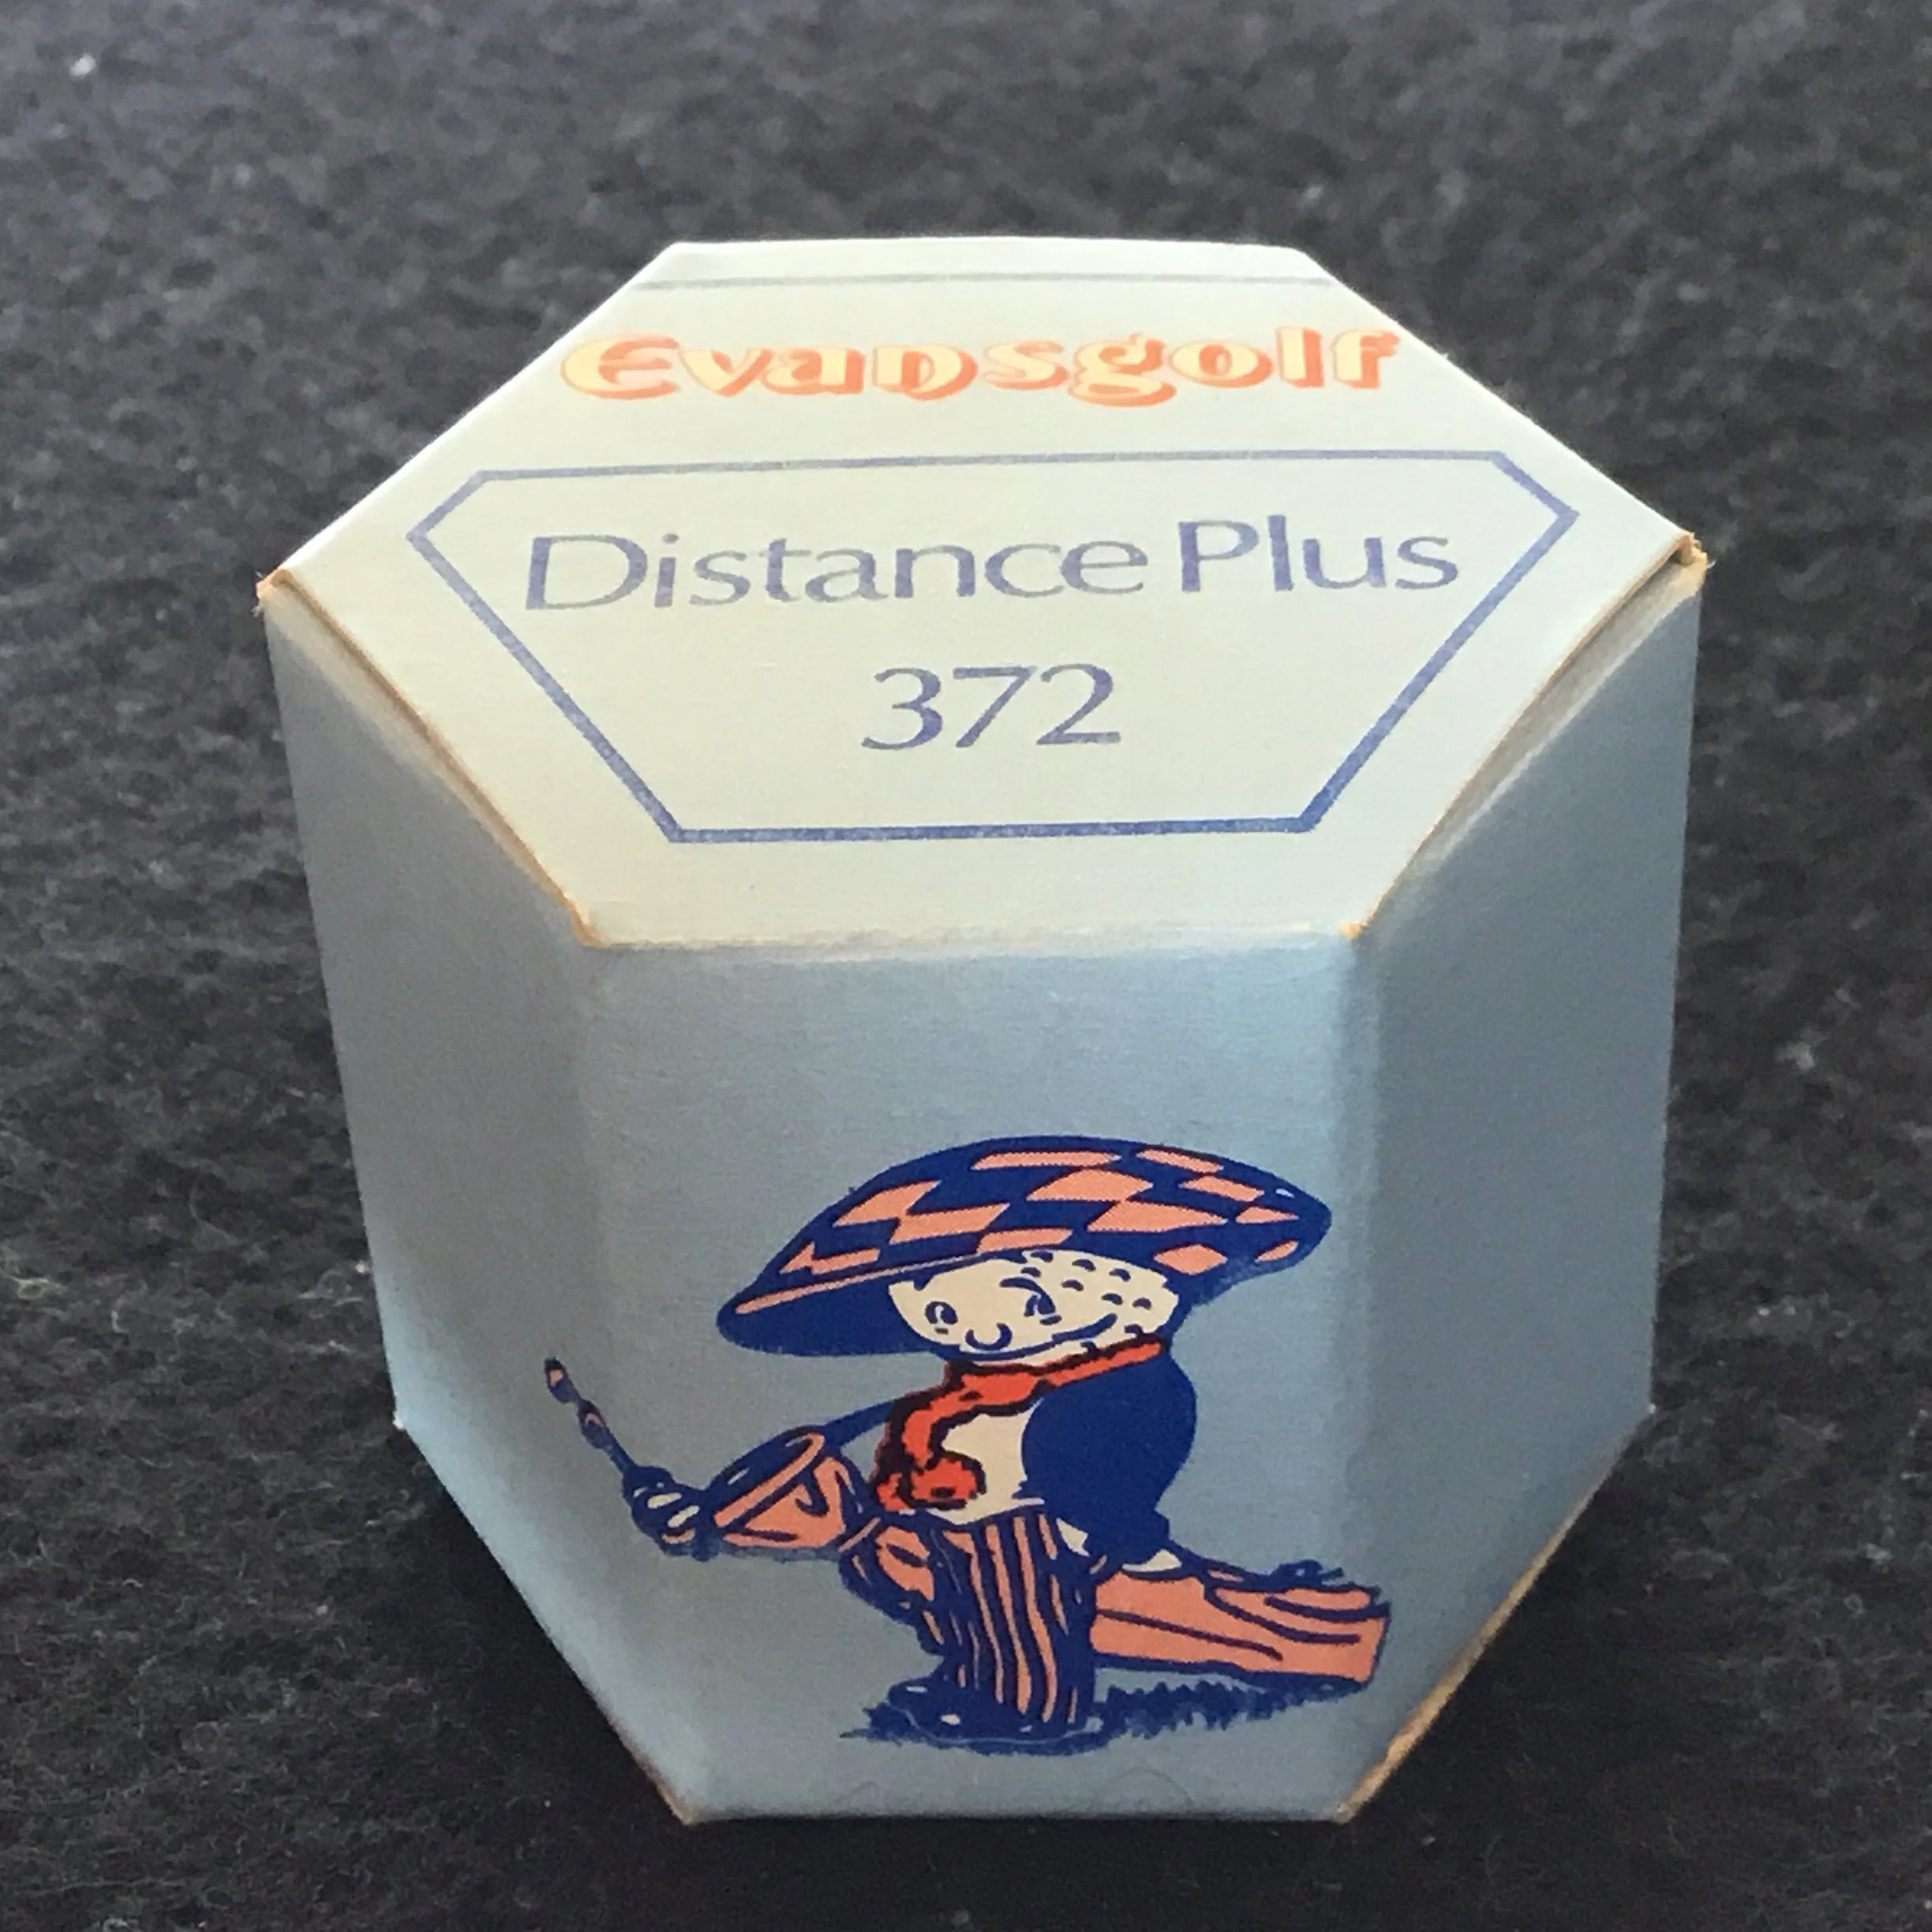 Evansgolf
Distance Plus
372